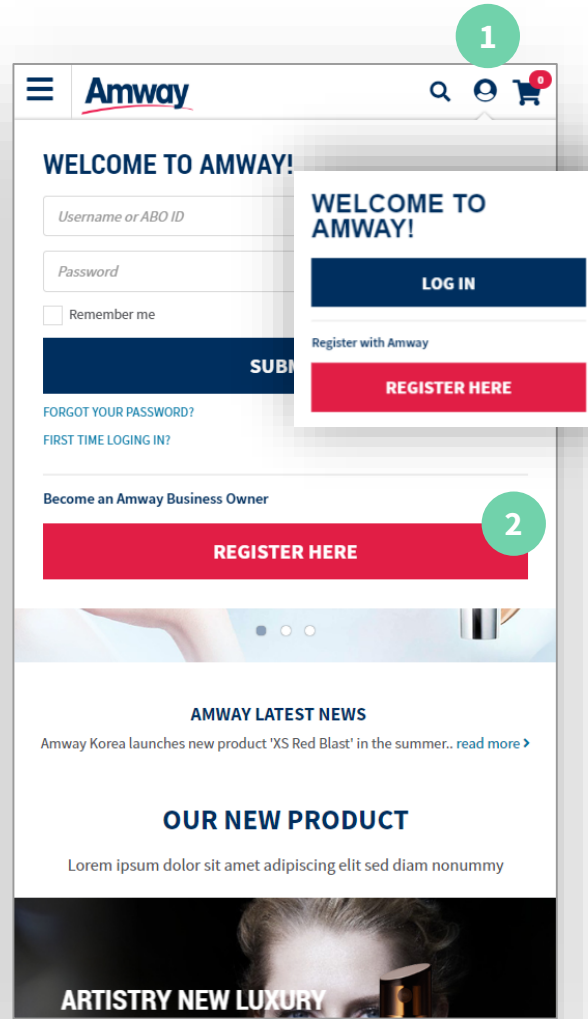 1
Amway
0
WELCOME TO AMWAY!
Username or ABO ID
Password
Remember me
FORGOT YOUR PASSWORD?
FIRST TIME LOGING IN?
Become an Amway Business Owner
2
REGISTER HERE
WELCOME TO
AMWAY!
LOG IN
Register with Amway
REGISTER HERE
AMWAY LATEST NEWS
Amway Korea launches new product 'XS Red Blast' in the summer.. read more >
OUR NEW PRODUCT
Lorem ipsum dolor sit amet adipiscing elit sed diam nonummy
ARTISTRY NEW LUXURY